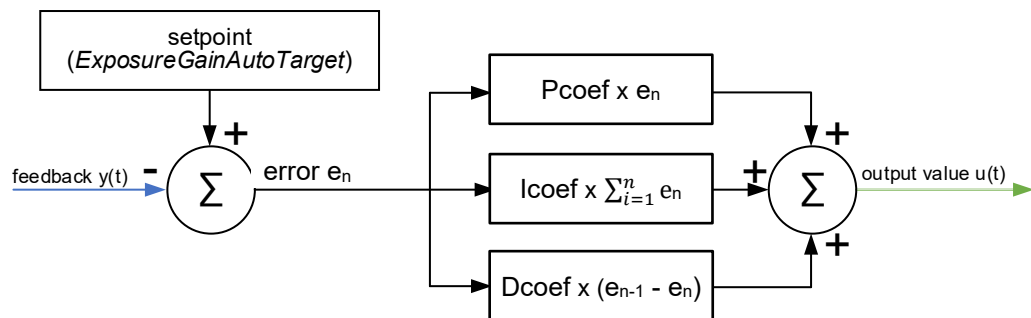 setpoint
(ExposureGainAutoTarget)
+
Pcoef x eₙ
+
feedback y(t)
-
Σ
error eₙ
Icoef x ∑ⁿᵢ₌₁ eₙ
+
Σ
output value u(t)
+
Dcoef x (eₙ₋₁ - eₙ)